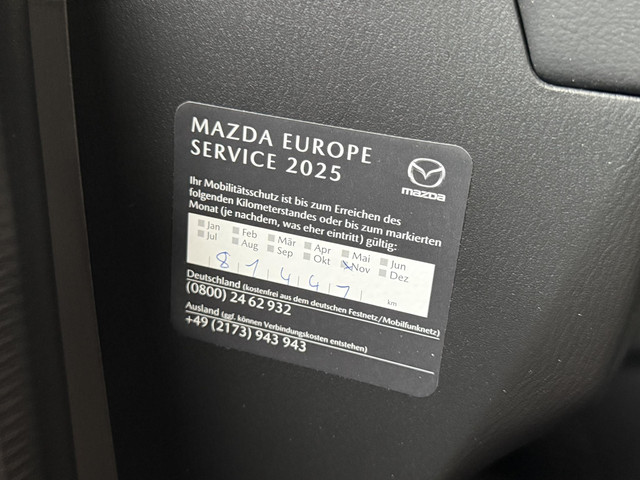 MAZDA EUROPE
SERVICE 2025
mazda
Ihr Mobilitätsschutz ist bis zum Erreichen des
folgenden Kilometerstandes oder bis zum markierten
Monat (je nachdem, was eher eintritt) gültig:
Jan Feb Mär Apr Mai Jun
Jul Aug Sep Okt Nov Dez
8 1 4 4 7 km
Deutschland (kostenfrei aus dem deutschen Festnetz/Mobilfunknetz)
(0800) 24 62 932
Ausland (ggf. können Verbindungskosten entstehen)
+49 (2173) 943 943